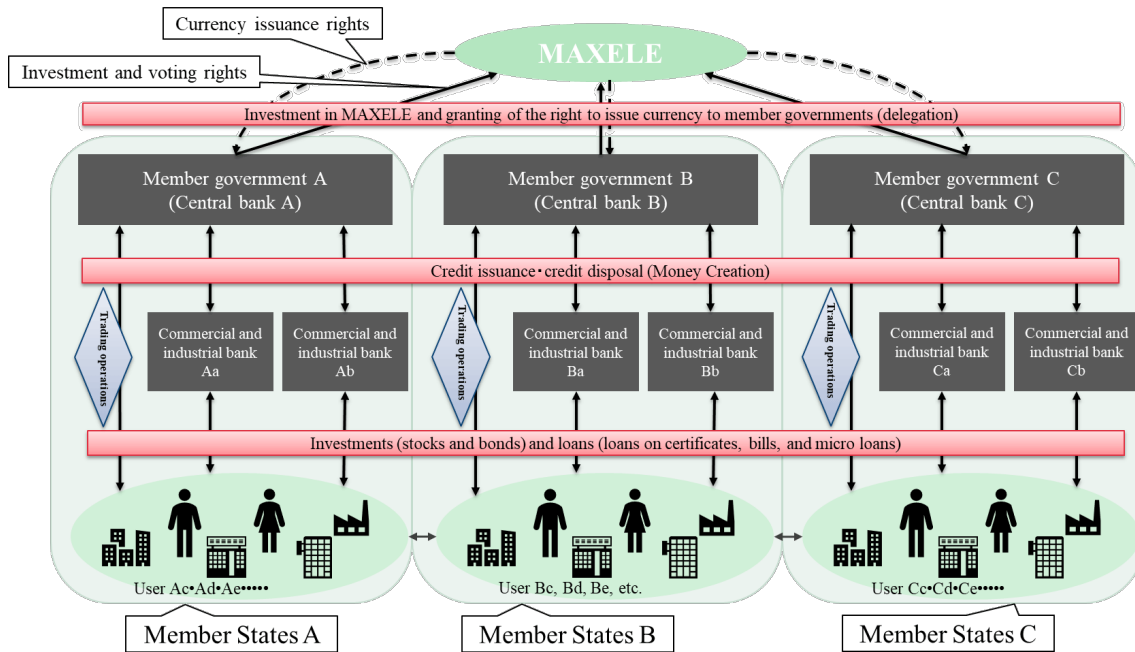 Currency issuance rights
MAXELE
Investment and voting rights
Investment in MAXELE and granting of the right to issue currency to member governments (delegation)
Member government A
(Central bank A)
Member government B
(Central bank B)
Member government C
(Central bank C)
Credit issuance・credit disposal (Money Creation)
Trading operations
Commercial and
industrial bank
Aa
Commercial and
industrial bank
Ab
Trading operations
Commercial and
industrial bank
Ba
Commercial and
industrial bank
Bb
Trading operations
Commercial and
industrial bank
Ca
Commercial and
industrial bank
Cb
Investments (stocks and bonds) and loans (loans on certificates, bills, and micro loans)
User Ac•Ad•Ae•••••
User Bc, Bd, Be, etc.
User Cc•Cd•Ce•••••
Member States A
Member States B
Member States C